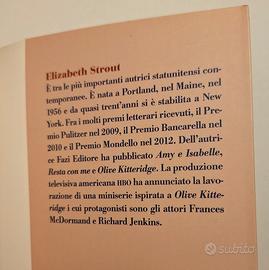 Elizabeth Strout
È tra le più importanti autrici statunitensi con-
temporanee. È nata a Portland, nel Maine, nel
1956 e da quasi trent'anni si è stabilita a New
York. Fra i molti premi letterari ricevuti, il Pre-
mio Pulitzer nel 2009, il Premio Bancarella nel
2010 e il Premio Mondello nel 2012. Dell'autri-
ce Fazi Editore ha pubblicato Amy e Isabelle,
Resta con me e Olive Kitteridge. La produzione
televisiva americana HBO ha annunciato la lavo-
razione di una miniserie ispirata a Olive Kitte-
ridge i cui protagonisti sono gli attori Frances
McDormand e Richard Jenkins.
subito